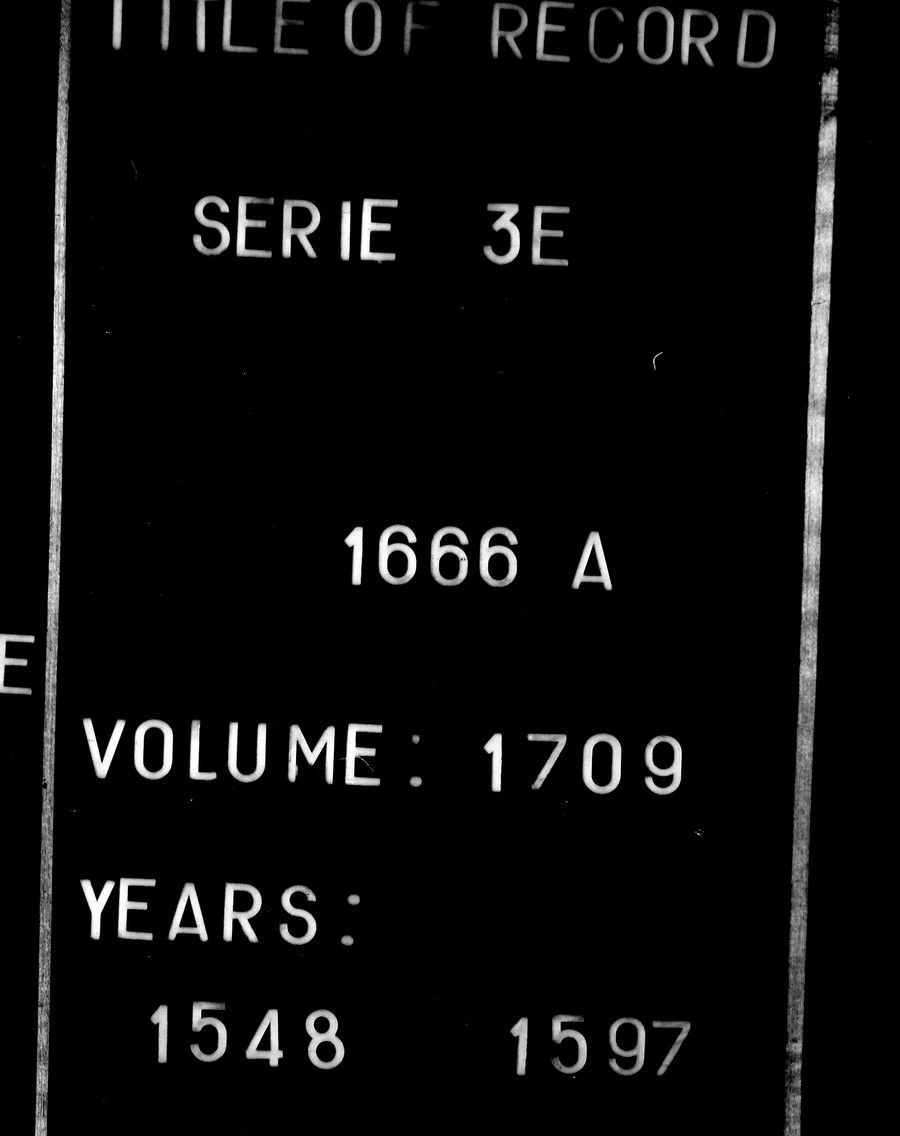 TITLE OF RECORD
SERIE 3E
1666 A
E
VOLUME: 1709
YEARS:
1548 1597